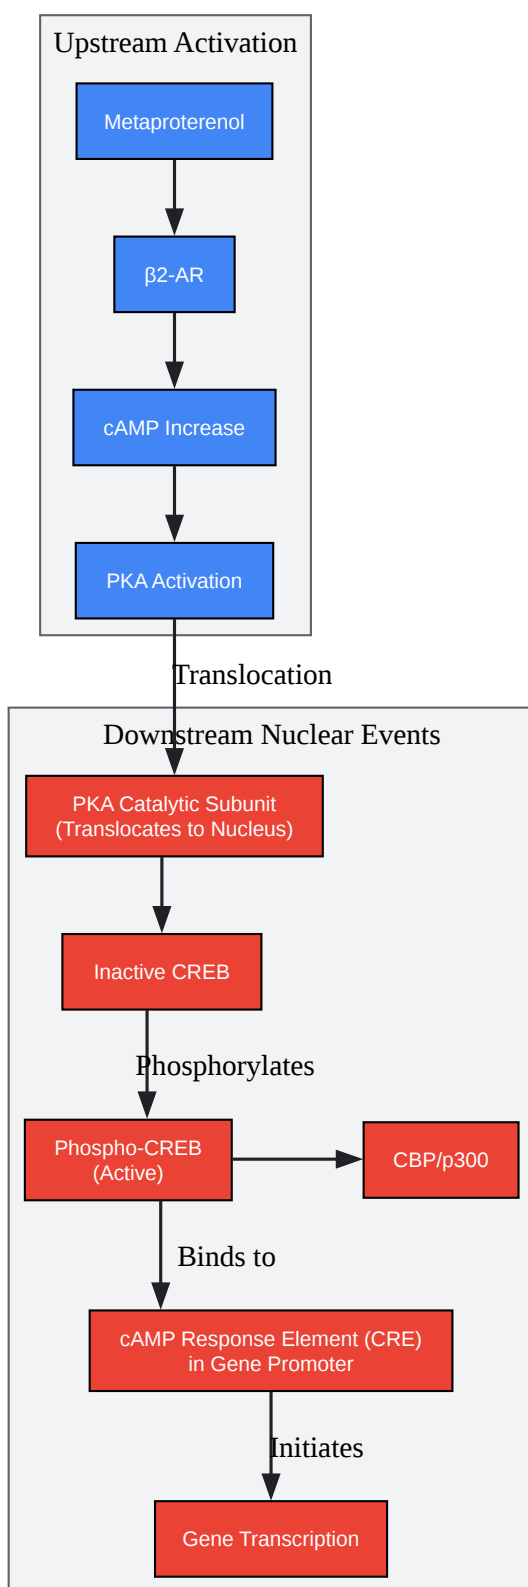 Upstream Activation
Metaproterenol
β2-AR
cAMP Increase
PKA Activation
Translocation
Downstream Nuclear Events
PKA Catalytic Subunit
(Translocates to Nucleus)
Inactive CREB
Phosphorylates
Phospho-CREB
(Active)
CBP/p300
Binds to
cAMP Response Element (CRE)
in Gene Promoter
Initiates
Gene Transcription